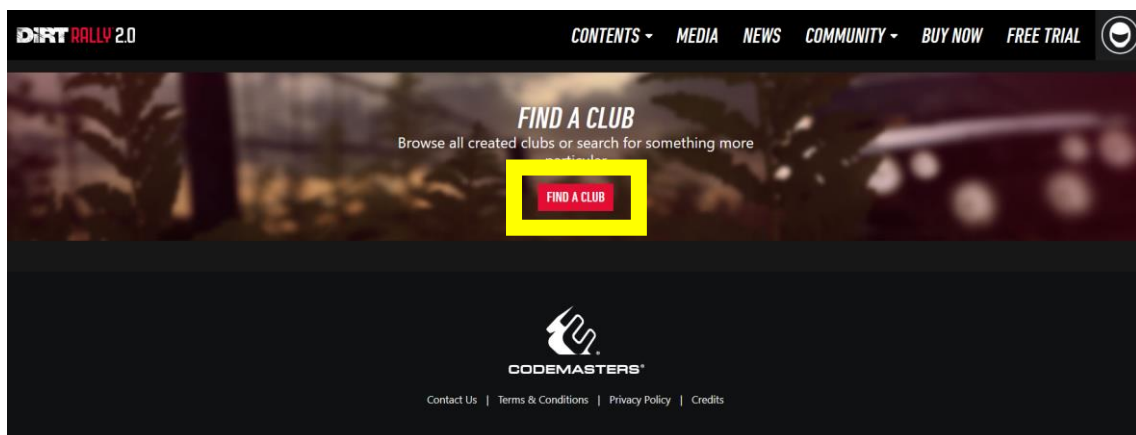 DiRT RALLY 2.0
CONTENTS MEDIA NEWS COMMUNITY BUY NOW FREE TRIAL
FIND A CLUB
Browse all created clubs or search for something more
FIND A CLUB
CODEMASTERS®
Contact Us | Terms & Conditions | Privacy Policy | Credits